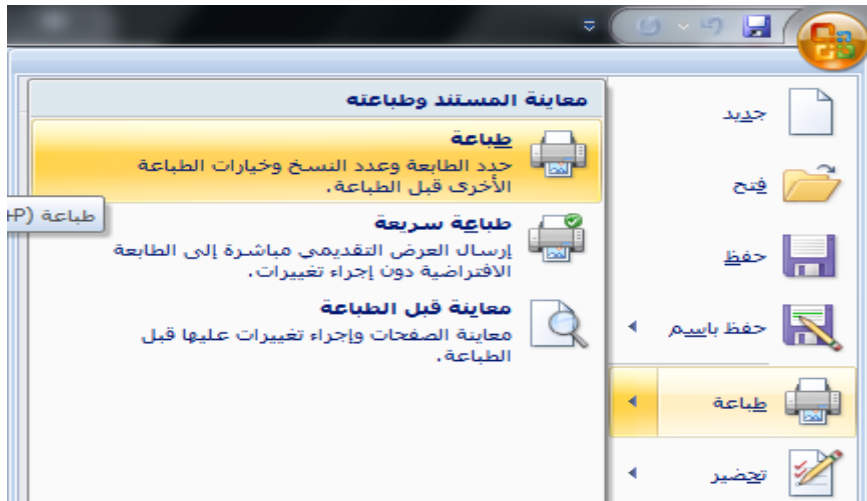 جديد
فتح
حفظ
حفظ باسم
طباعة
تحضير
معاينة المستند وطباعته
طباعة
حدد الطابعة وعدد النسخ وخيارات الطباعة
الأخرى قبل الطباعة.
طباعة سريعة
إرسال العرض التقديمي مباشرة إلى الطابعة
الافتراضية دون إجراء تغييرات.
معاينة قبل الطباعة
معاينة الصفحات وإجراء تغييرات عليها قبل
الطباعة.
طباعة (P+